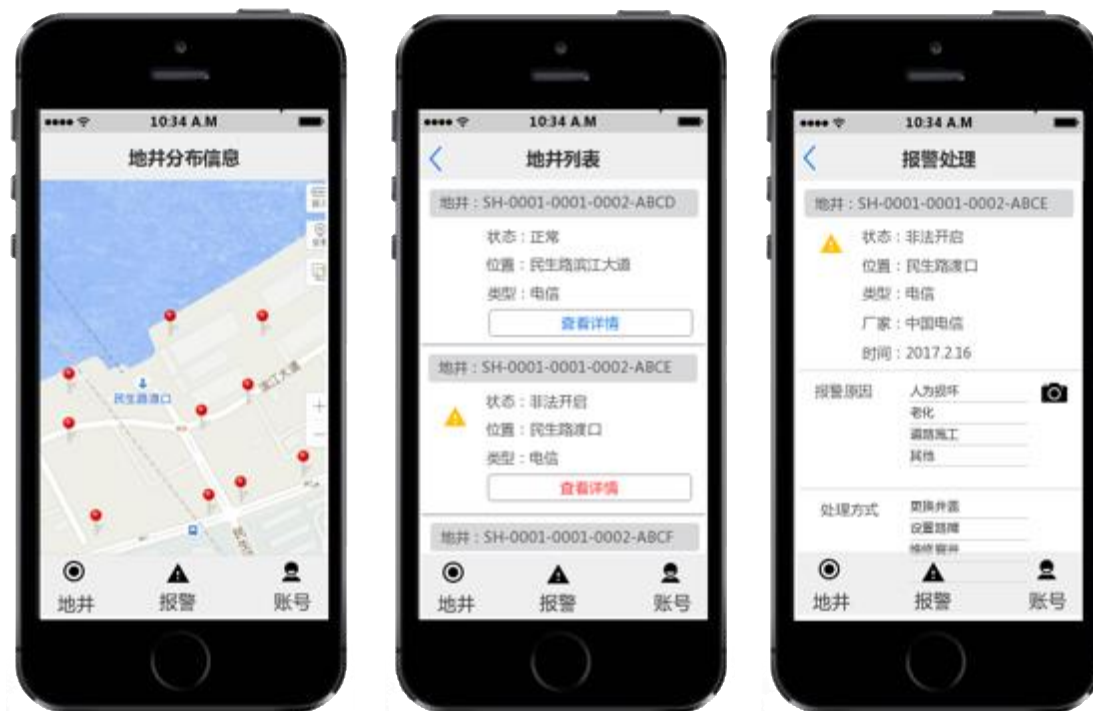 10:34 A.M
地井分布信息
滨江大道
民生路渡口
地井
报警
账号
10:34 A.M
地井列表
地井：SH-0001-0001-0002-ABCD
状态：正常
位置：民生路滨江大道
类型：电信
查看详情
地井：SH-0001-0001-0002-ABCE
状态：非法开启
位置：民生路渡口
类型：电信
查看详情
地井：SH-0001-0001-0002-ABCF
地井
报警
账号
10:34 A.M
报警处理
地井：SH-0001-0001-0002-ABCE
状态：非法开启
位置：民生路渡口
类型：电信
厂家：中国电信
时间：2017.2.16
报警原因
人为损坏
老化
道路施工
其他
处理方式
更换井盖
设置路障
维修窨井
地井
报警
账号